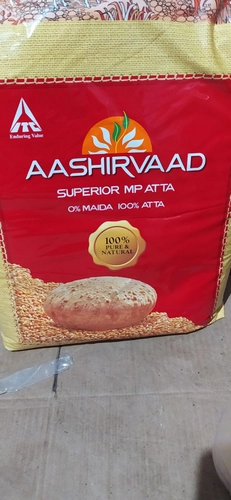 ITC
Enduring Value
AASHIRVAAD
SUPERIOR MP ATTA
0% MAIDA 100% ATTA
100%
PURE &
NATURAL